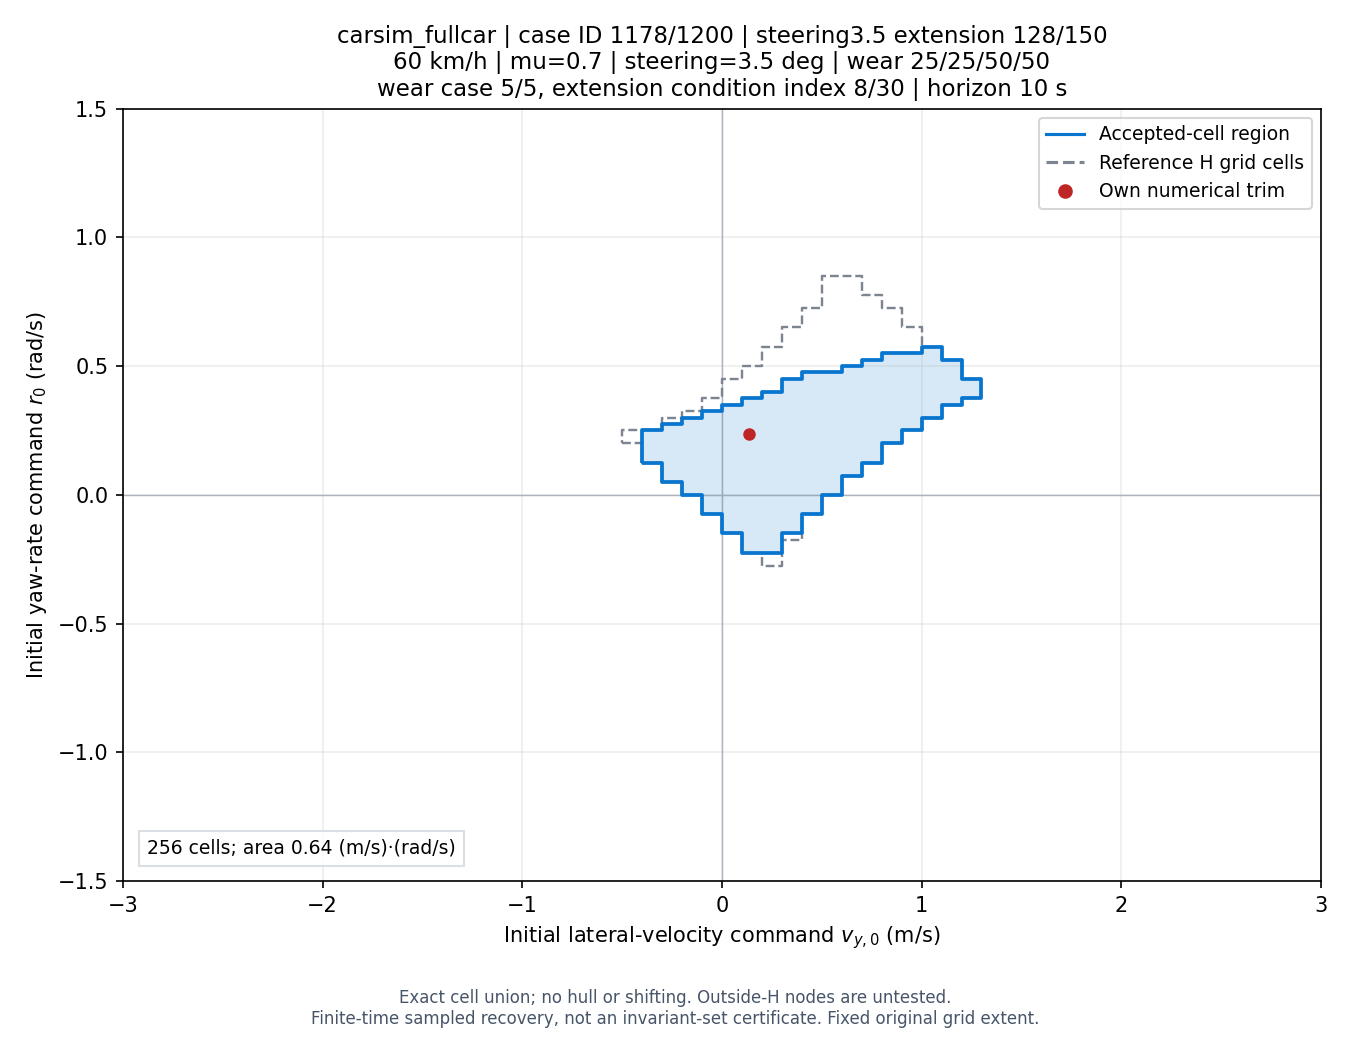 carsim_fullcar | case ID 1178/1200 | steering3.5 extension 128/150
60 km/h | mu=0.7 | steering=3.5 deg | wear 25/25/50/50
wear case 5/5, extension condition index 8/30 | horizon 10 s
Accepted-cell region
Reference H grid cells
Own numerical trim
1.5
1.0
0.5
0.0
−0.5
−1.0
−1.5
Initial yaw-rate command r₀ (rad/s)
256 cells; area 0.64 (m/s)·(rad/s)
−3 −2 −1 0 1 2 3
Initial lateral-velocity command v_{y,0} (m/s)
Exact cell union; no hull or shifting. Outside-H nodes are untested.
Finite-time sampled recovery, not an invariant-set certificate. Fixed original grid extent.